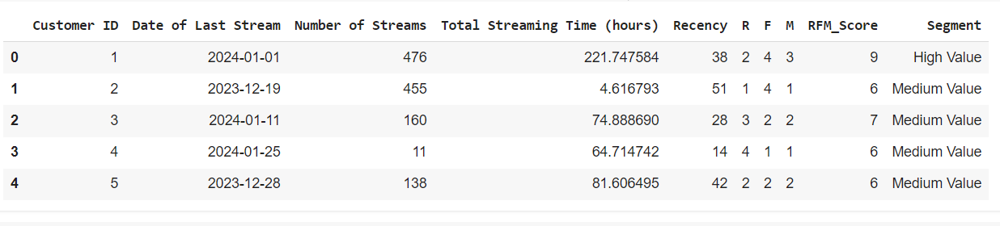 Customer ID Date of Last Stream Number of Streams Total Streaming Time (hours) Recency R F M RFM_Score Segment
0 1 2024-01-01 476 221.747584 38 2 4 3 9 High Value
1 2 2023-12-19 455 4.616793 51 1 4 1 6 Medium Value
2 3 2024-01-11 160 74.888690 28 3 2 2 7 Medium Value
3 4 2024-01-25 11 64.714742 14 4 1 1 6 Medium Value
4 5 2023-12-28 138 81.606495 42 2 2 2 6 Medium Value